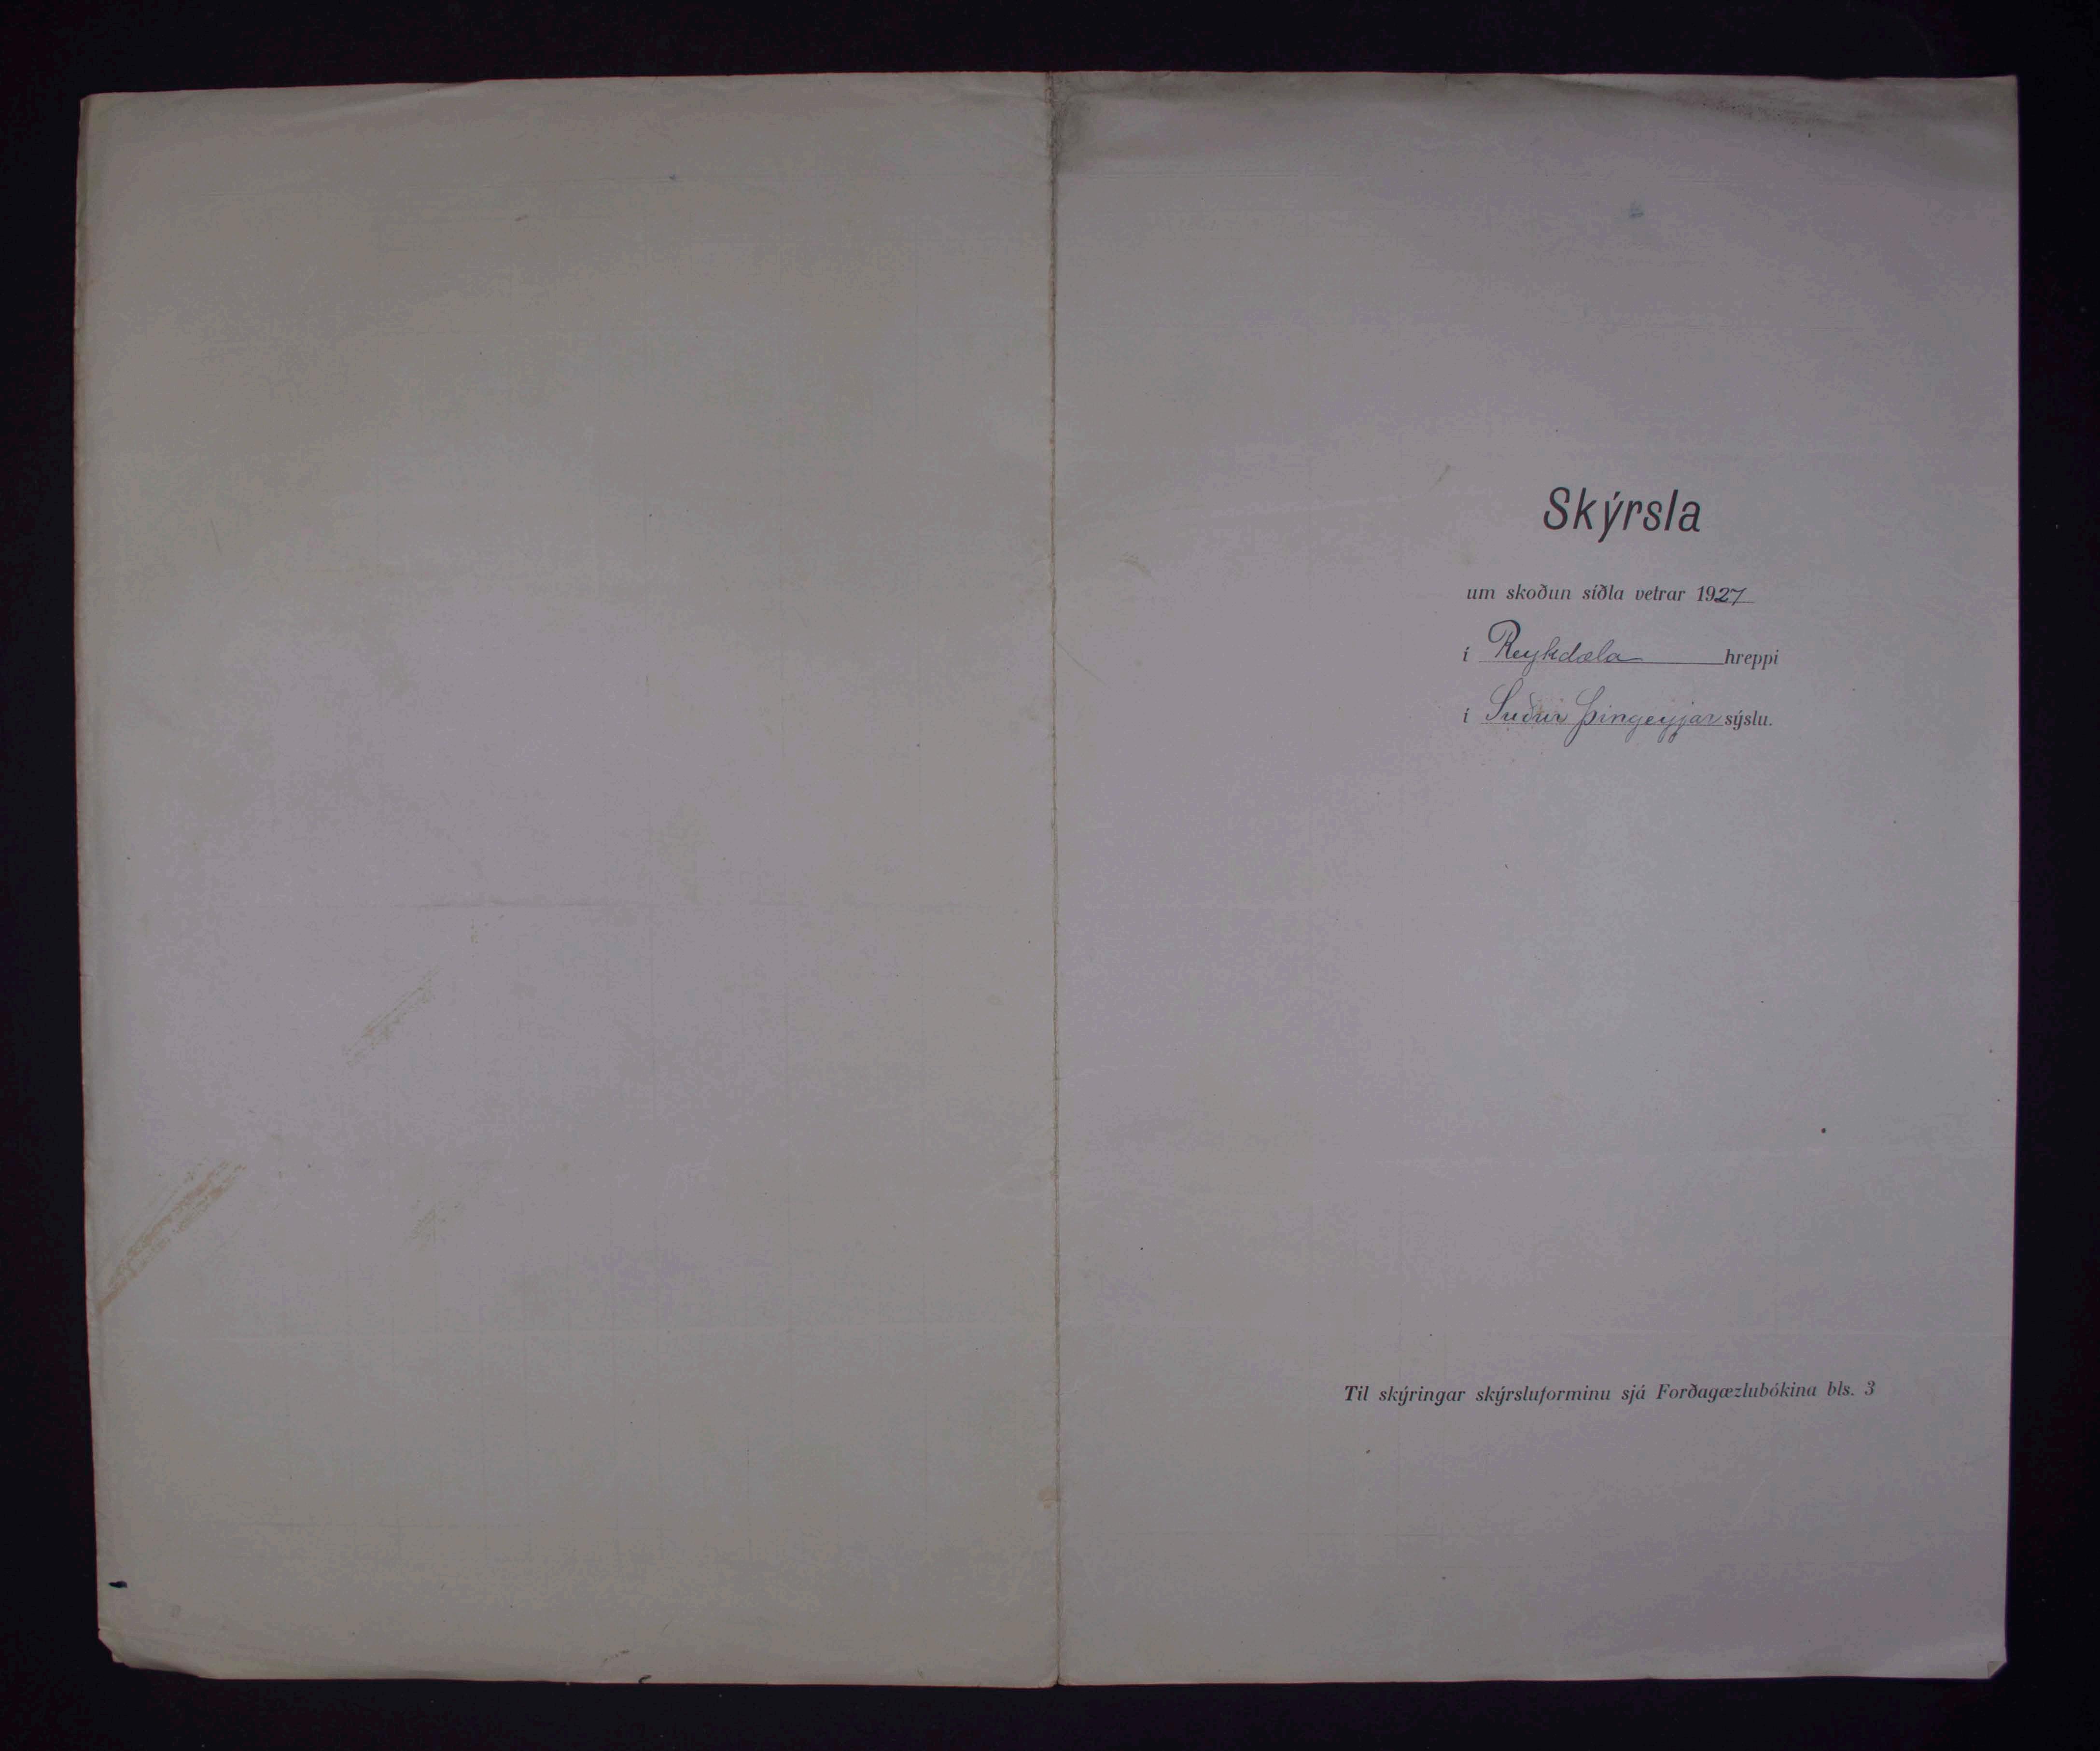 Skýrsla
um skoðun síðla vetrar 1927
í Reykdæla hreppi
í Suður Þingeyjar sýslu.
Til skýringar skýrsluforminu sjá Forðagæzlubókina bls. 3